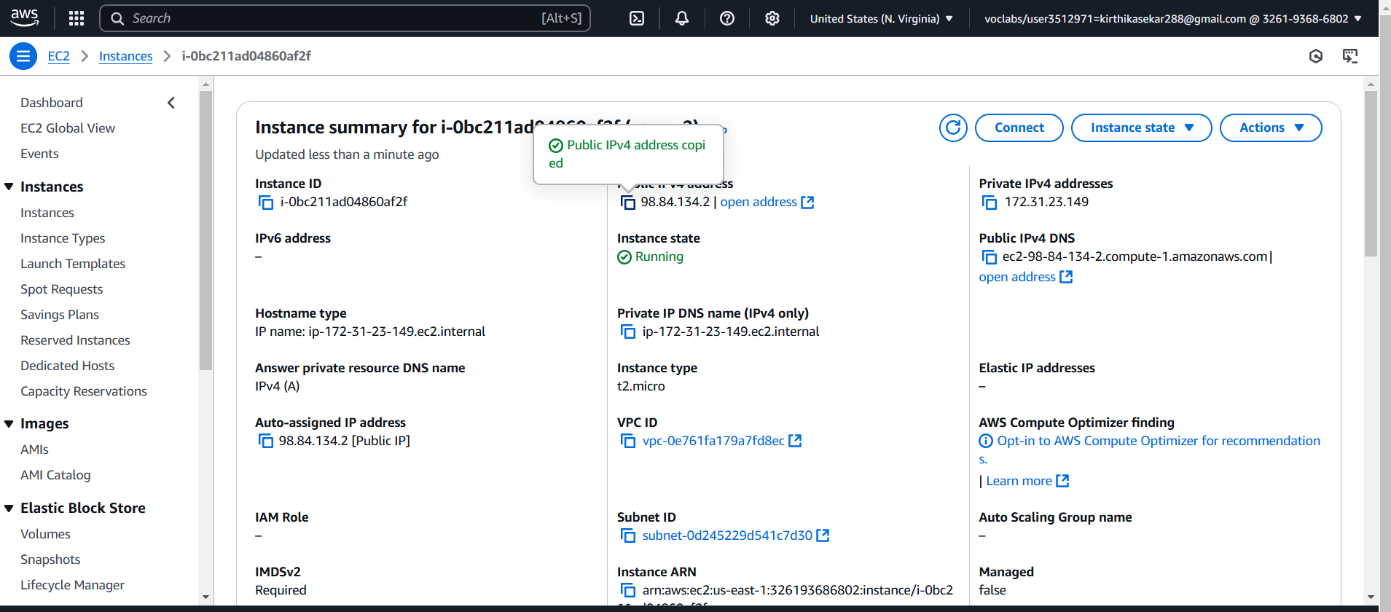 aws
Search [Alt+S]
United States (N. Virginia)
voclabs/user3512971=kirthikasekar288@gmail.com @ 3261-9368-6802
EC2 > Instances > i-0bc211ad04860af2f
Dashboard
EC2 Global View
Events
Instances
Instances
Instance Types
Launch Templates
Spot Requests
Savings Plans
Reserved Instances
Dedicated Hosts
Capacity Reservations
Images
AMIs
AMI Catalog
Elastic Block Store
Volumes
Snapshots
Lifecycle Manager
Instance summary for i-0bc211ad04860af2f
Updated less than a minute ago
Connect
Instance state
Actions
Public IPv4 address copi
ed
Instance ID
i-0bc211ad04860af2f
Public IPv4 address
98.84.134.2 | open address
Private IPv4 addresses
172.31.23.149
IPv6 address
–
Instance state
Running
Public IPv4 DNS
ec2-98-84-134-2.compute-1.amazonaws.com |
open address
Hostname type
IP name: ip-172-31-23-149.ec2.internal
Private IP DNS name (IPv4 only)
ip-172-31-23-149.ec2.internal
Answer private resource DNS name
IPv4 (A)
Instance type
t2.micro
Elastic IP addresses
–
Auto-assigned IP address
98.84.134.2 [Public IP]
VPC ID
vpc-0e761fa179a7fd8ec
AWS Compute Optimizer finding
Opt-in to AWS Compute Optimizer for recommendation
s.
| Learn more
IAM Role
–
Subnet ID
subnet-0d245229d541c7d30
Auto Scaling Group name
–
IMDSv2
Required
Instance ARN
arn:aws:ec2:us-east-1:326193686802:instance/i-0bc2
11ad04860af2f
Managed
false